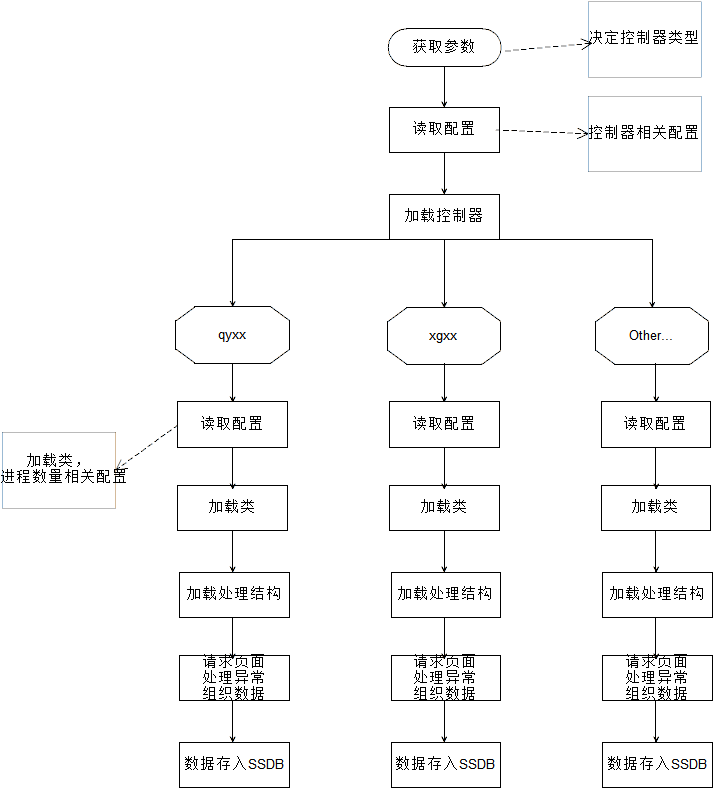 获取参数
决定控制器类型
读取配置
控制器相关配置
加载控制器
qyxx
xgxx
Other...
读取配置
读取配置
读取配置
加载类，
进程数量相关配置
加载类
加载类
加载类
加载处理结构
加载处理结构
加载处理结构
请求页面
处理异常
组织数据
请求页面
处理异常
组织数据
请求页面
处理异常
组织数据
数据存入SSDB
数据存入SSDB
数据存入SSDB